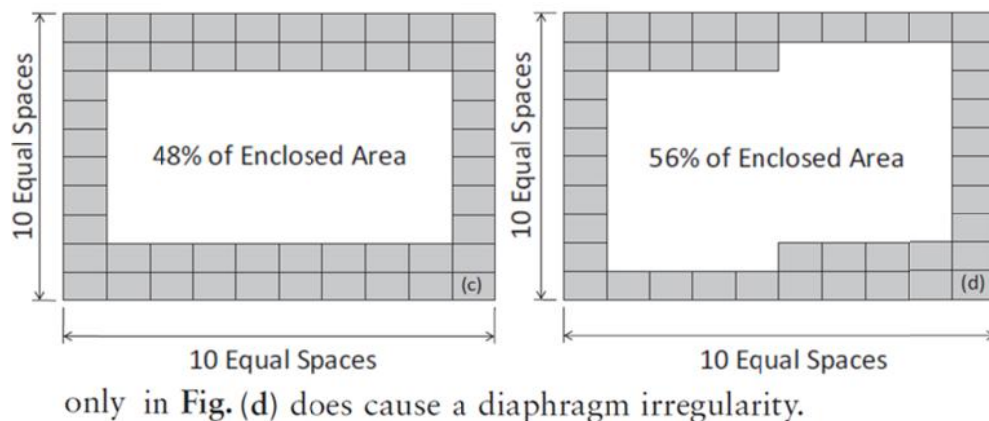 10 Equal Spaces
48% of Enclosed Area
(c)
10 Equal Spaces
10 Equal Spaces
56% of Enclosed Area
(d)
10 Equal Spaces
only in Fig. (d) does cause a diaphragm irregularity.